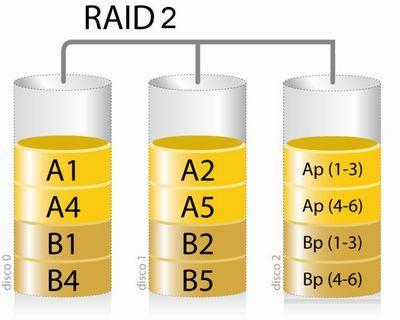 RAID 2
A1
A4
B1
B4
disco 0
A2
A5
B2
B5
disco 1
Ap (1-3)
Ap (4-6)
Bp (1-3)
Bp (4-6)
disco 2